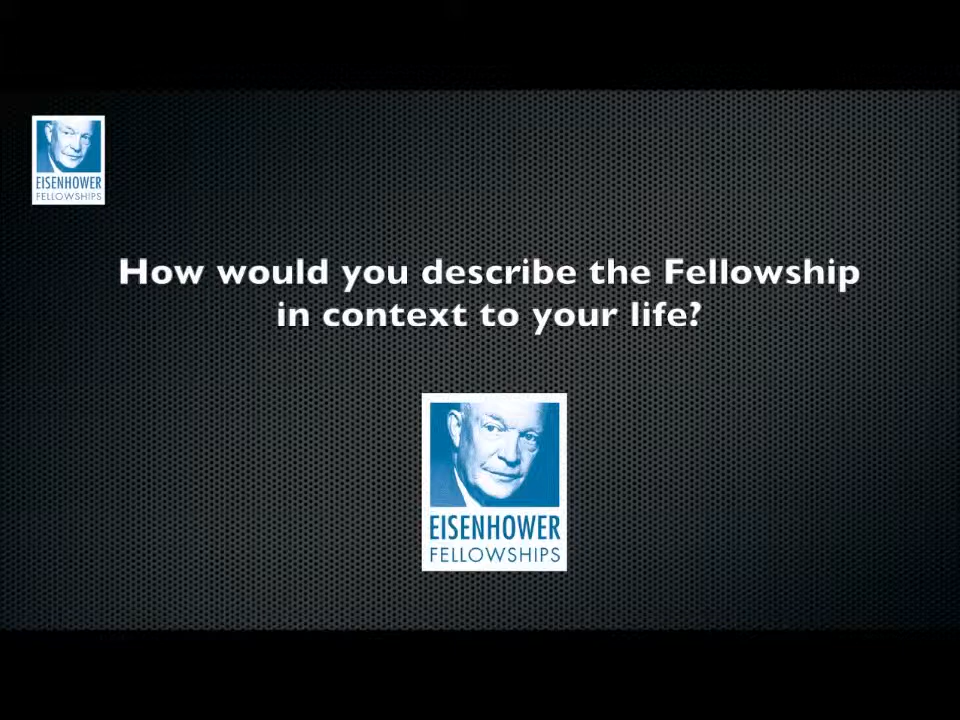 EISENHOWER
FELLOWSHIPS
How would you describe the Fellowship
in context to your life?
EISENHOWER
FELLOWSHIPS